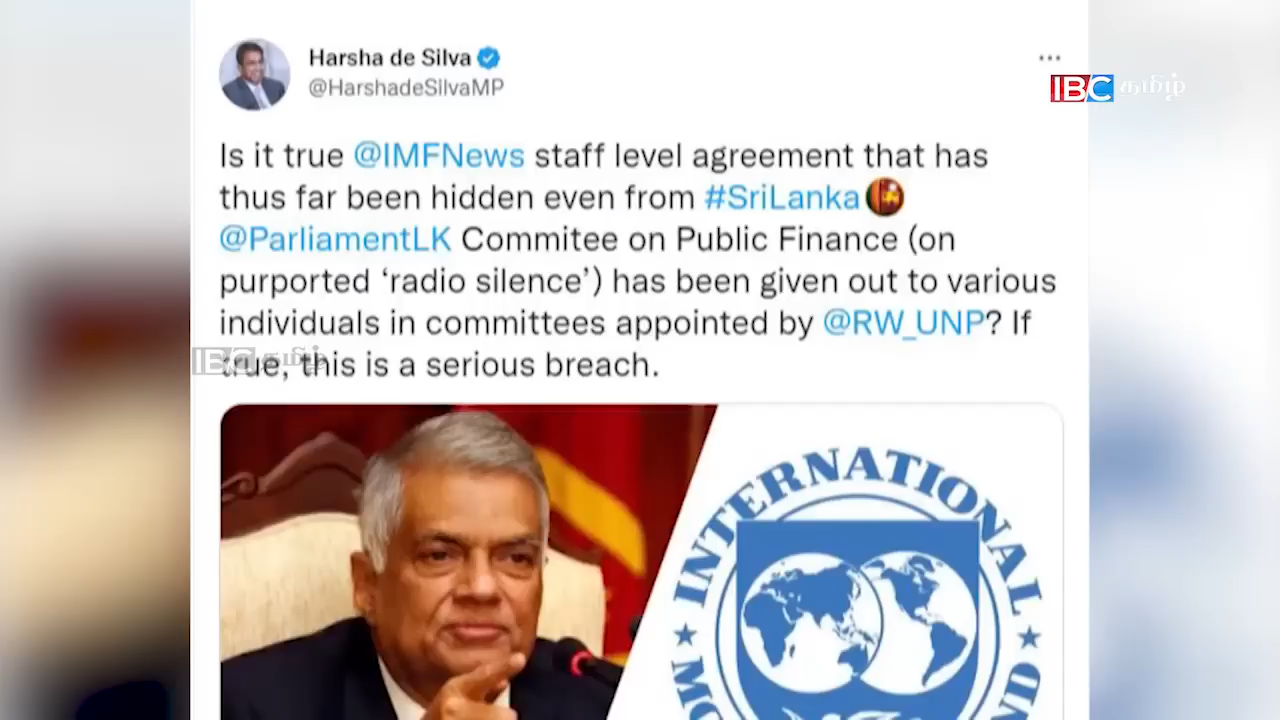 Harsha de Silva
@HarshadeSilvaMP
IBC தமிழ்
Is it true @IMFNews staff level agreement that has
thus far been hidden even from #SriLanka
@ParliamentLK Commitee on Public Finance (on
purported ‘radio silence’) has been given out to various
individuals in committees appointed by @RW_UNP? If
true, this is a serious breach.
IBC தமிழ்
INTERNATIONAL